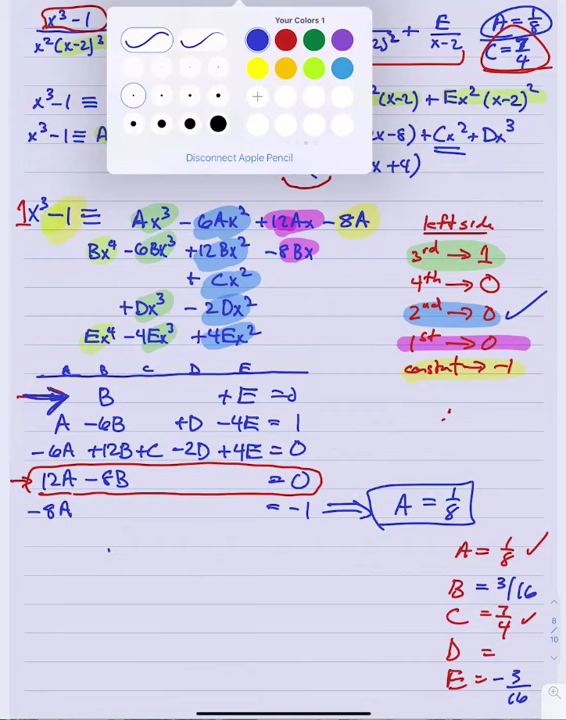 x³-1
x²(x-2)³
Your Colors 1
)² + E/(x-2)
A = 1/8
C = 7/4
Disconnect Apple Pencil
x³-1 ≡
(x-2) + Ex²(x-2)²
x³-1 ≡ A
x-8) + Cx² + Dx³
(x+4)
1x³-1 ≡ Ax³ - 6Ax² + 12Ax - 8A
Bx⁴ - 6Bx³ + 12Bx² - 8Bx
+ Cx²
+Dx³ - 2Dx²
Ex⁴ - 4Ex³ + 4Ex²
left side
3rd → 1
4th → 0
2nd → 0 ✓
1st → 0
constant → -1
A B C D E
B + E = 0
A - 6B + D - 4E = 1
-6A + 12B + C - 2D + 4E = 0
→ 12A - 8B = 0
-8A = -1 ⇒ A = 1/8
A = 1/8 ✓
B = 3/16
C = 7/4 ✓
D =
E = -3/16
8/10